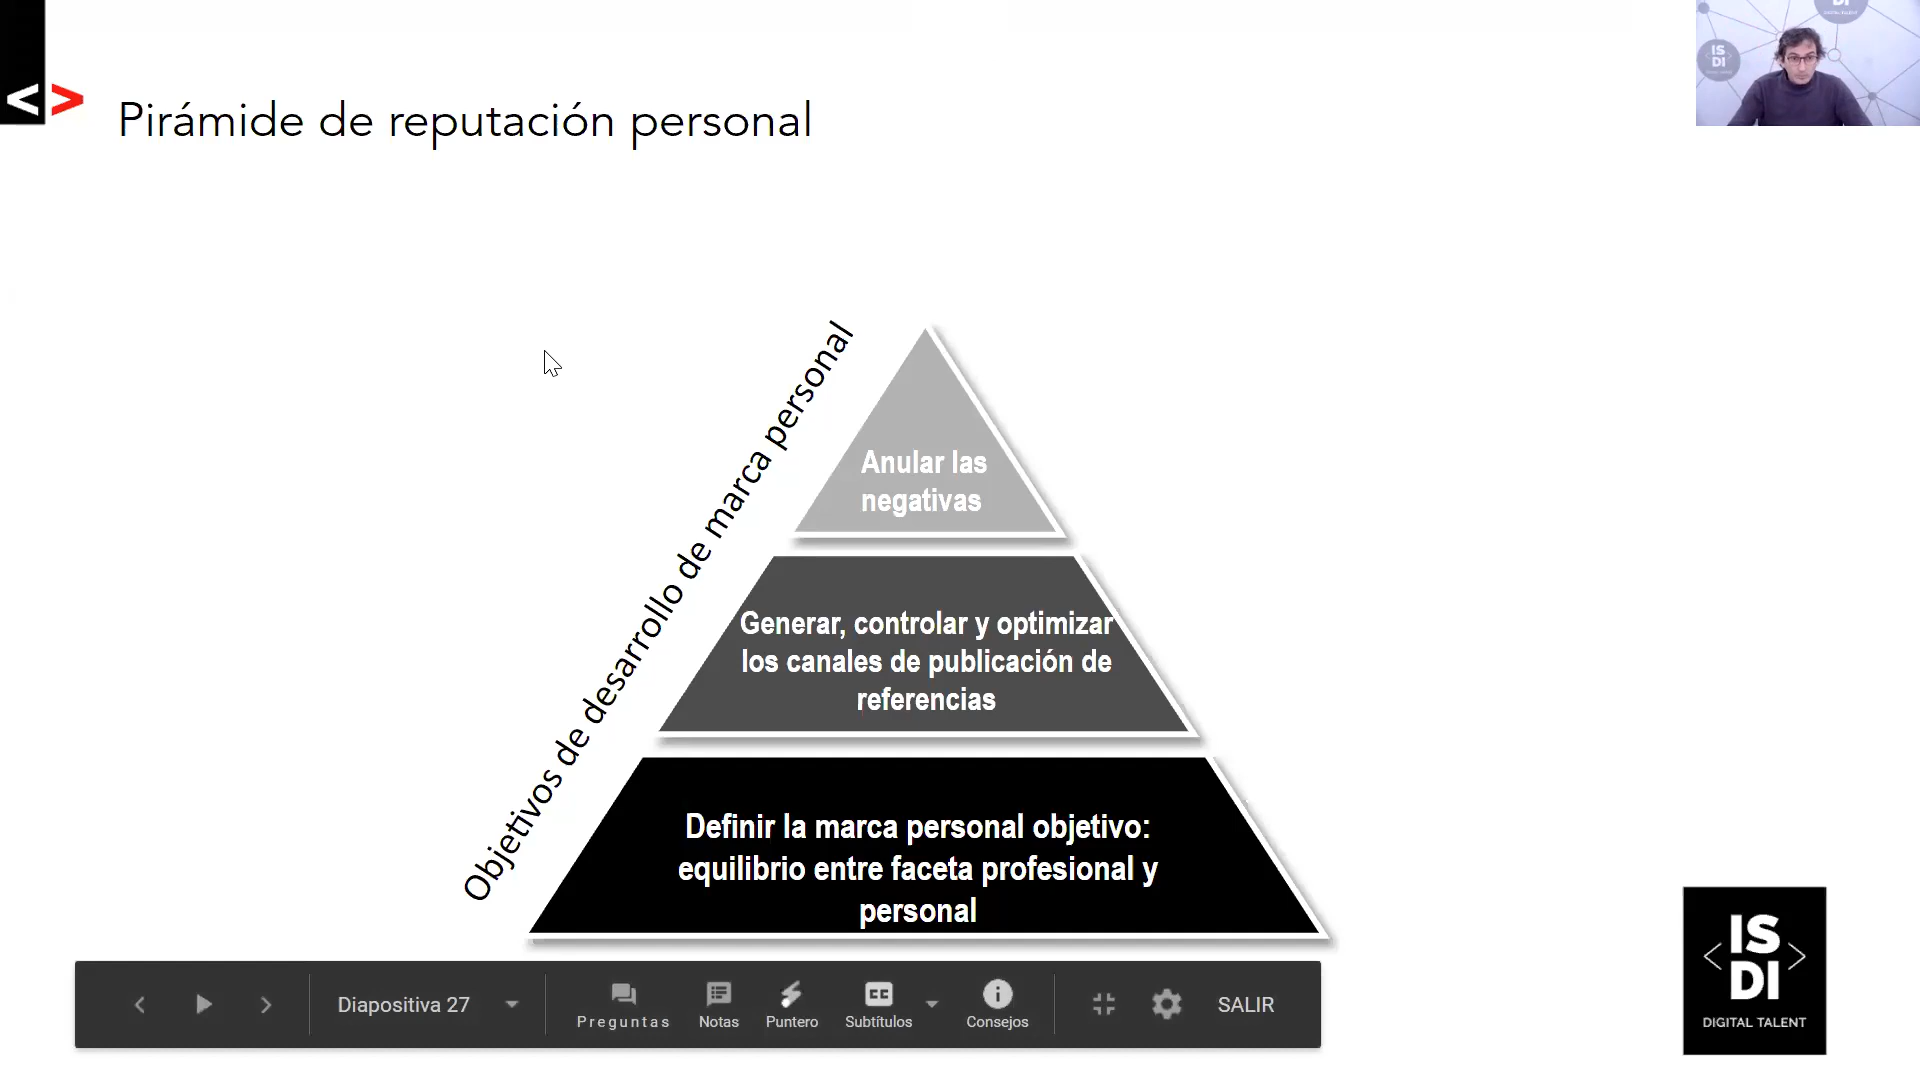 Pirámide de reputación personal
IS
DI
Objetivos de desarrollo de marca personal
Anular las
negativas
Generar, controlar y optimizar
los canales de publicación de
referencias
Definir la marca personal objetivo:
equilibrio entre faceta profesional y
personal
Diapositiva 27
Preguntas
Notas
Puntero
Subtítulos
Consejos
SALIR
IS
DI
DIGITAL TALENT